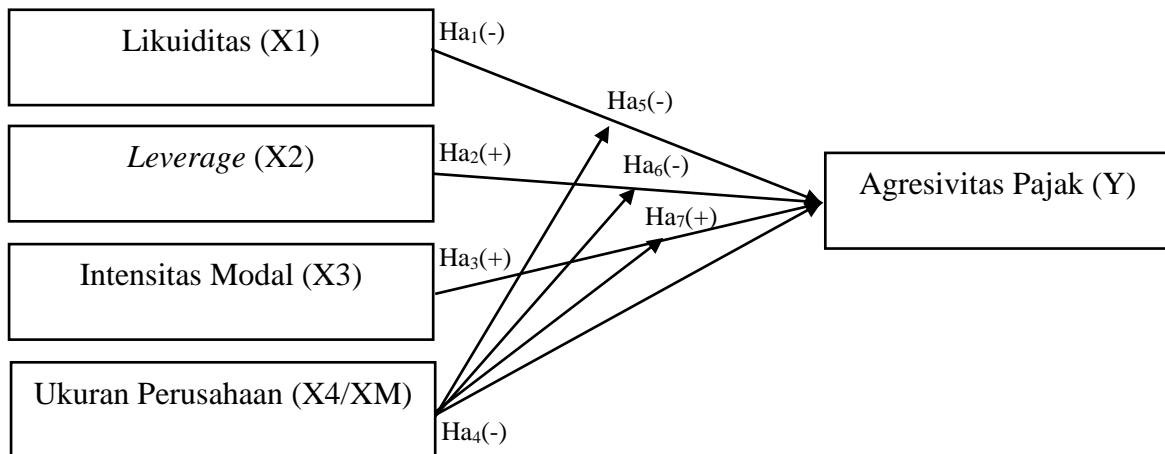 Likuiditas (X1)
Ha₁(-)
Ha₅(-)
Leverage (X2)
Ha₂(+)
Ha₆(-)
Agresivitas Pajak (Y)
Ha₇(+)
Intensitas Modal (X3)
Ha₃(+)
Ukuran Perusahaan (X4/XM)
Ha₄(-)